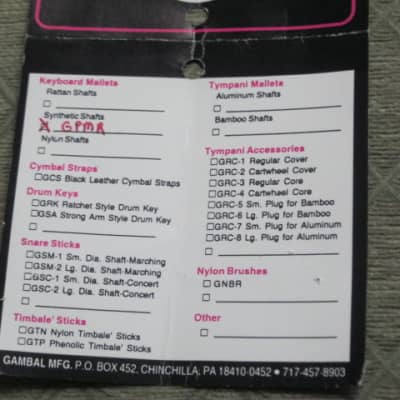 Keyboard Mallets
Rattan Shafts
Synthetic Shafts
X GPMR
Nylon Shafts
Cymbal Straps
GCS Black Leather Cymbal Straps
Drum Keys
GRK Ratchet Style Drum Key
GSA Strong Arm Style Drum Key
Snare Sticks
GSM-1 Sm. Dia. Shaft-Marching
GSM-2 Lg. Dia. Shaft-Marching
GSC-1 Sm. Dia. Shaft-Concert
GSC-2 Lg. Dia. Shaft-Concert
Timbale' Sticks
GTN Nylon Timbale' Sticks
GTP Phenolic Timbale' Sticks
Tympani Mallets
Aluminum Shafts
Bamboo Shafts
Tympani Accessories
GRC-1 Regular Cover
GRC-2 Cartwheel Cover
GRC-3 Regular Core
GRC-4 Cartwheel Core
GRC-5 Sm. Plug for Bamboo
GRC-6 Lg. Plug for Bamboo
GRC-7 Sm. Plug for Aluminum
GRC-8 Lg. Plug for Aluminum
Nylon Brushes
GNBR
Other
GAMBAL MFG. P.O. BOX 452, CHINCHILLA, PA 18410-0452 • 717-457-8903